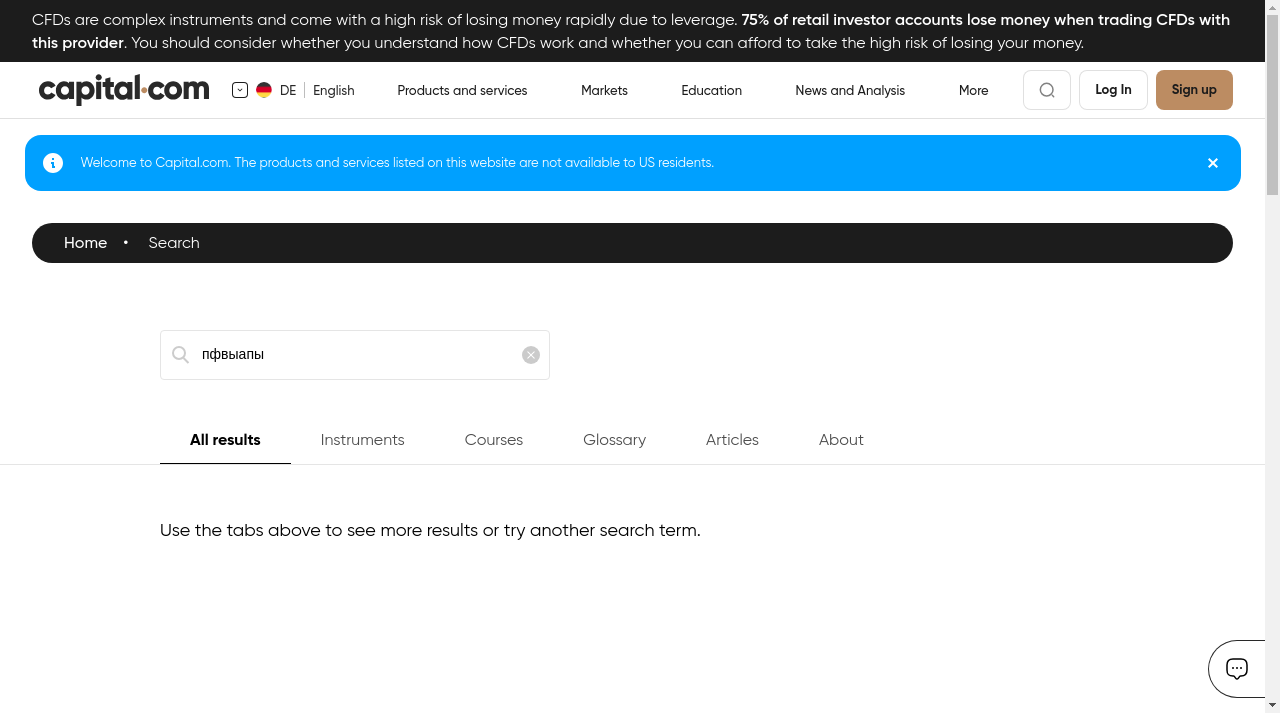 CFDs are complex instruments and come with a high risk of losing money rapidly due to leverage. 75% of retail investor accounts lose money when trading CFDs with
this provider. You should consider whether you understand how CFDs work and whether you can afford to take the high risk of losing your money.
capital•com DE English Products and services Markets Education News and Analysis More Log In Sign up
Welcome to Capital.com. The products and services listed on this website are not available to US residents.
Home • Search
пфвыапы
All results Instruments Courses Glossary Articles About
Use the tabs above to see more results or try another search term.